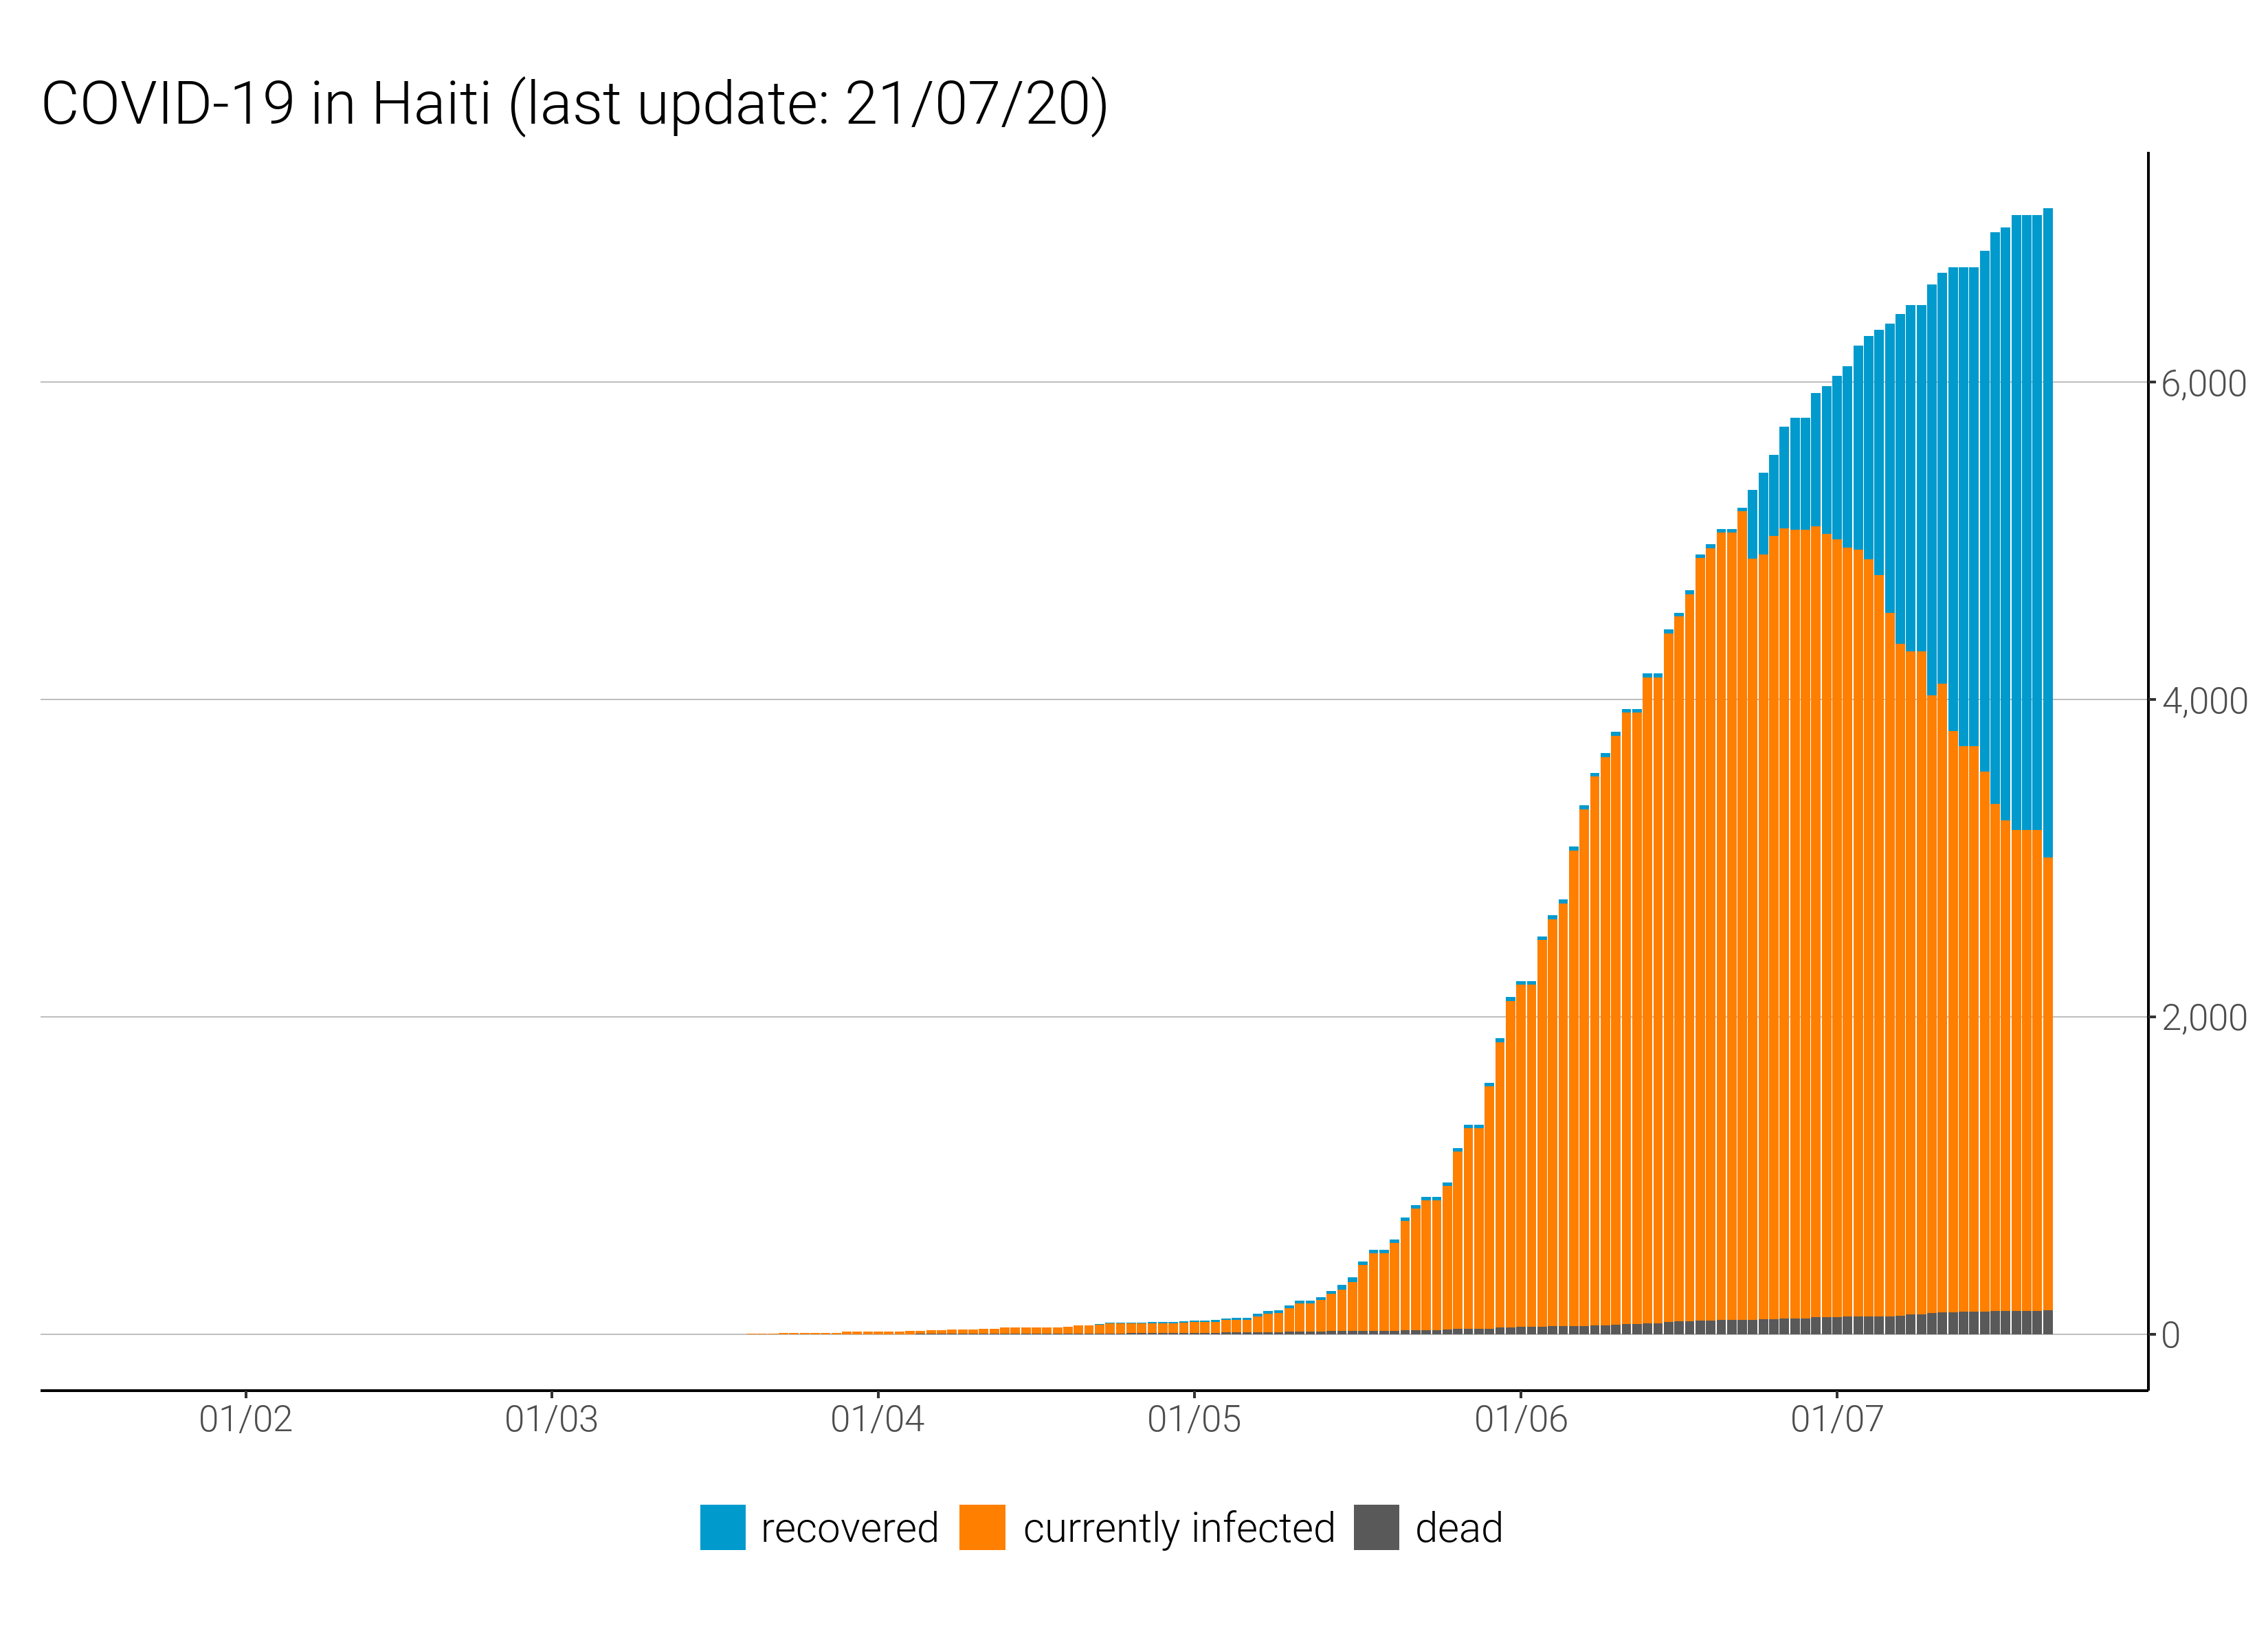 COVID-19 in Haiti (last update: 21/07/20)
6,000
4,000
2,000
0
01/02 01/03 01/04 01/05 01/06 01/07
recovered currently infected dead